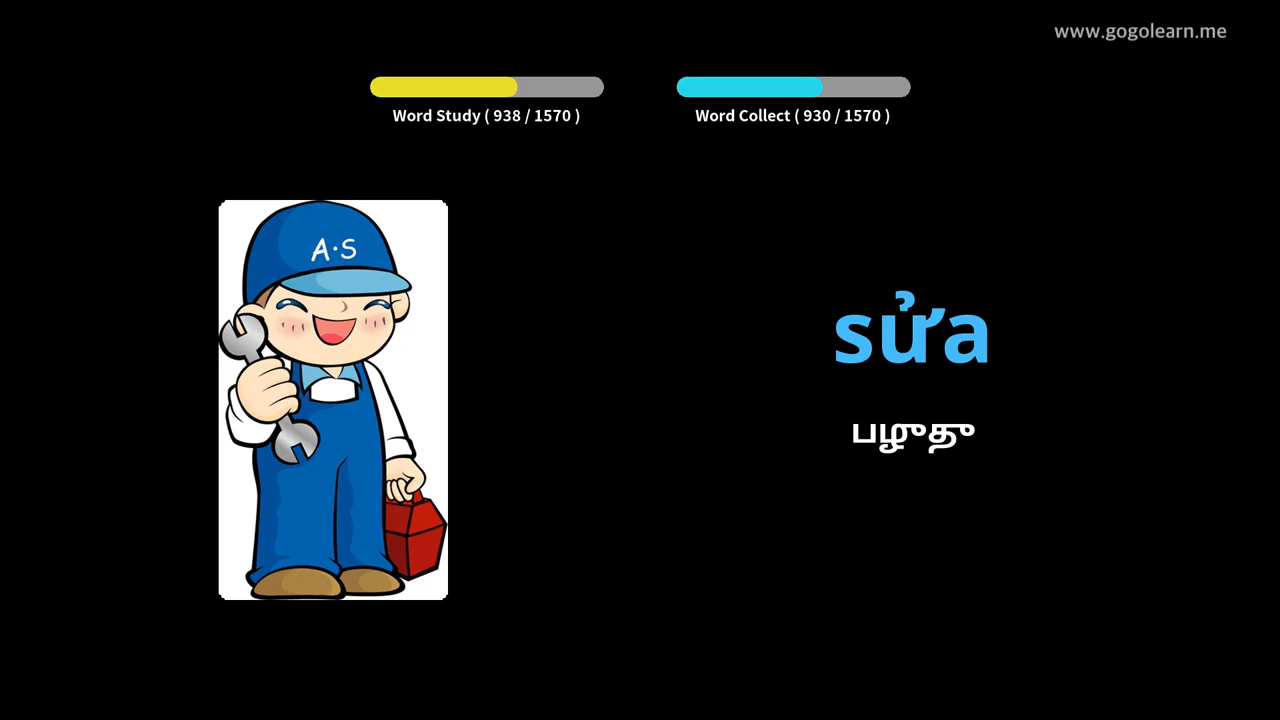 www.gogolearn.me
Word Study ( 938 / 1570 )
Word Collect ( 930 / 1570 )
A·S
sửa
பழுது